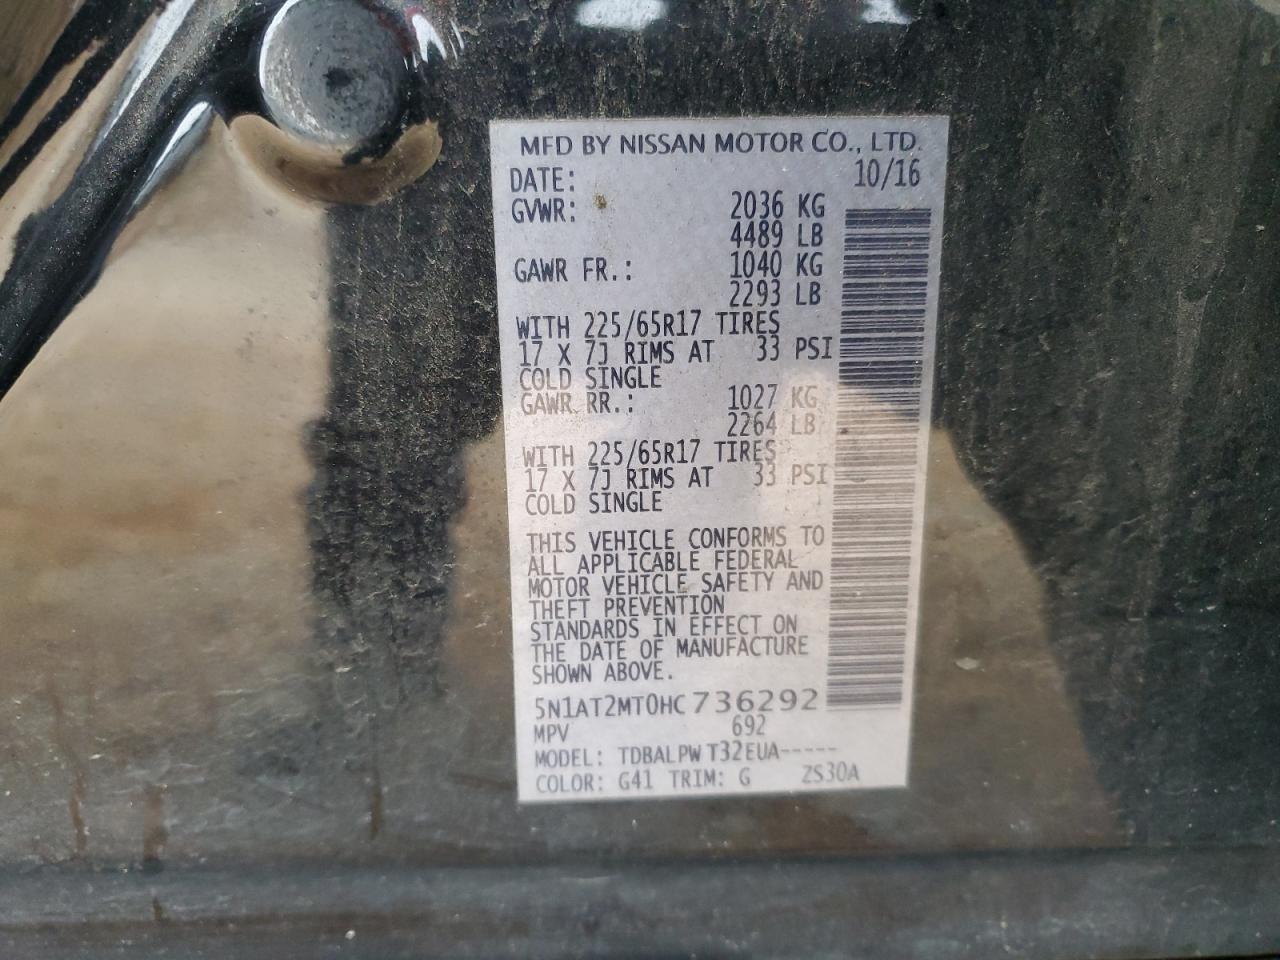 MFD BY NISSAN MOTOR CO., LTD.
DATE: 10/16
GVWR: 2036 KG
4489 LB
GAWR FR.: 1040 KG
2293 LB
WITH 225/65R17 TIRES
17 X 7J RIMS AT 33 PSI
COLD SINGLE
GAWR RR.: 1027 KG
2264 LB
WITH 225/65R17 TIRES
17 X 7J RIMS AT 33 PSI
COLD SINGLE
THIS VEHICLE CONFORMS TO
ALL APPLICABLE FEDERAL
MOTOR VEHICLE SAFETY AND
THEFT PREVENTION
STANDARDS IN EFFECT ON
THE DATE OF MANUFACTURE
SHOWN ABOVE.
5N1AT2MT0HC736292
MPV 692
MODEL: TDBALPW T32EUA-----
COLOR: G41 TRIM: G ZS30A